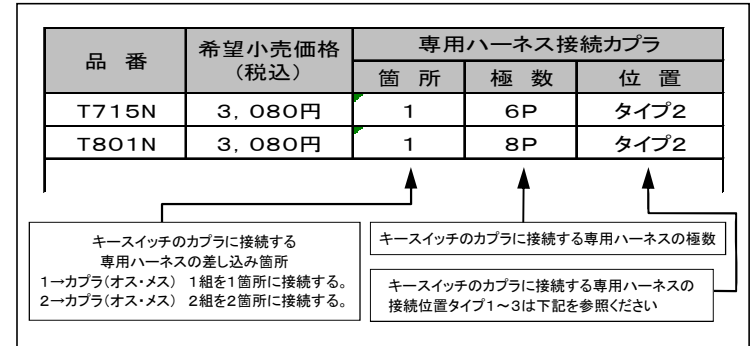 品 番 希望小売価格 専用ハーネス接続カプラ
(税込) 箇 所 極 数 位 置
T715N 3，080円 1 6P タイプ2
T801N 3，080円 1 8P タイプ2
キースイッチのカプラに接続する
専用ハーネスの差し込み箇所
1→カプラ(オス・メス) 1組を1箇所に接続する。
2→カプラ(オス・メス) 2組を2箇所に接続する。
キースイッチのカプラに接続する専用ハーネスの極数
キースイッチのカプラに接続する専用ハーネスの
接続位置タイプ1～3は下記を参照ください